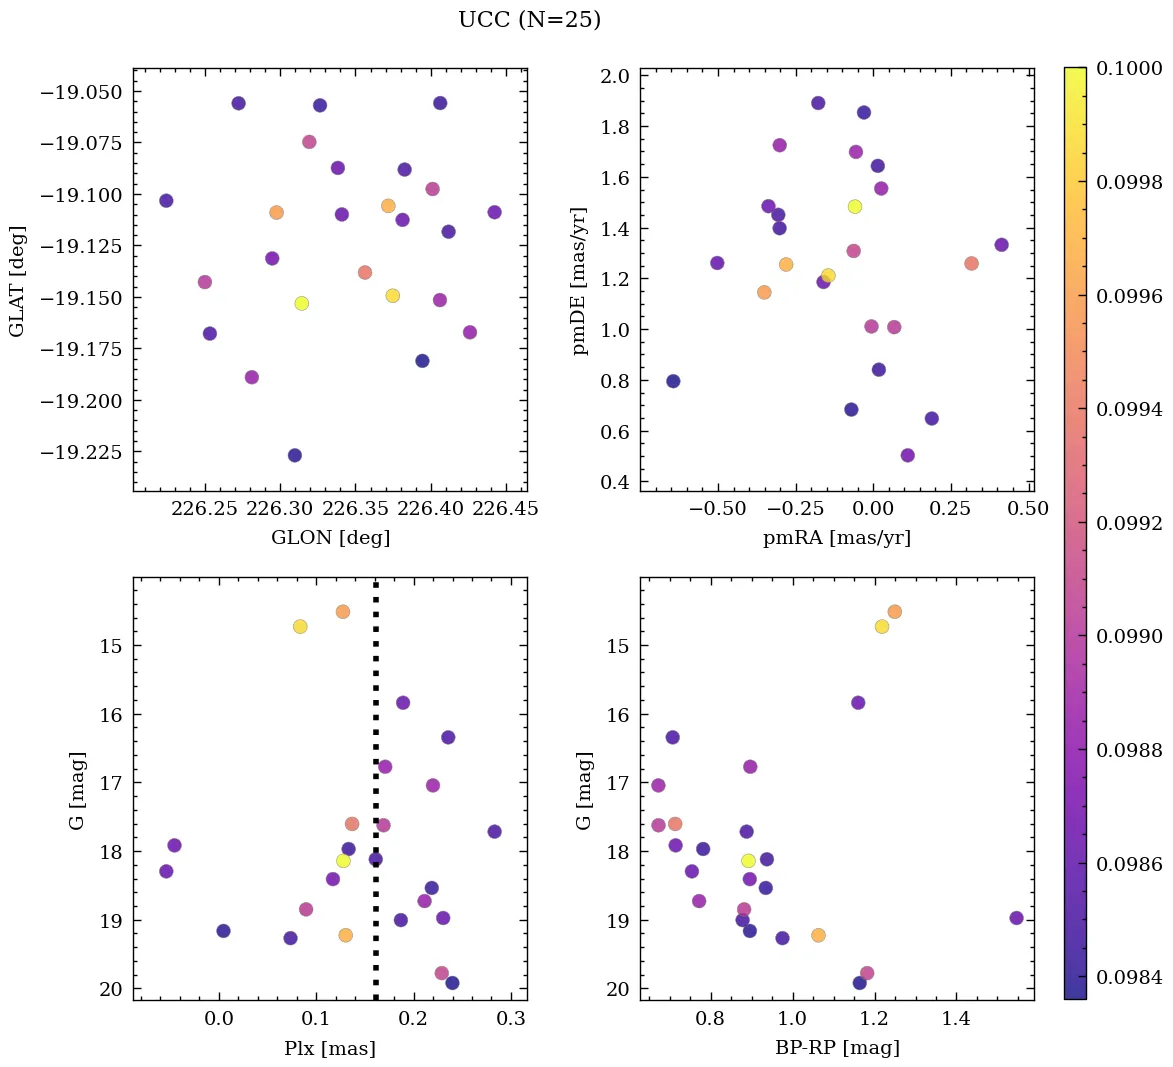 UCC (N=25)
−19.050
−19.075
−19.100
−19.125
−19.150
−19.175
−19.200
−19.225
GLAT [deg]
226.25 226.30 226.35 226.40 226.45
GLON [deg]
2.0
1.8
1.6
1.4
1.2
1.0
0.8
0.6
0.4
pmDE [mas/yr]
−0.50 −0.25 0.00 0.25 0.50
pmRA [mas/yr]
15
16
17
18
19
20
G [mag]
0.0 0.1 0.2 0.3
Plx [mas]
15
16
17
18
19
20
G [mag]
0.8 1.0 1.2 1.4
BP-RP [mag]
0.1000
0.0998
0.0996
0.0994
0.0992
0.0990
0.0988
0.0986
0.0984